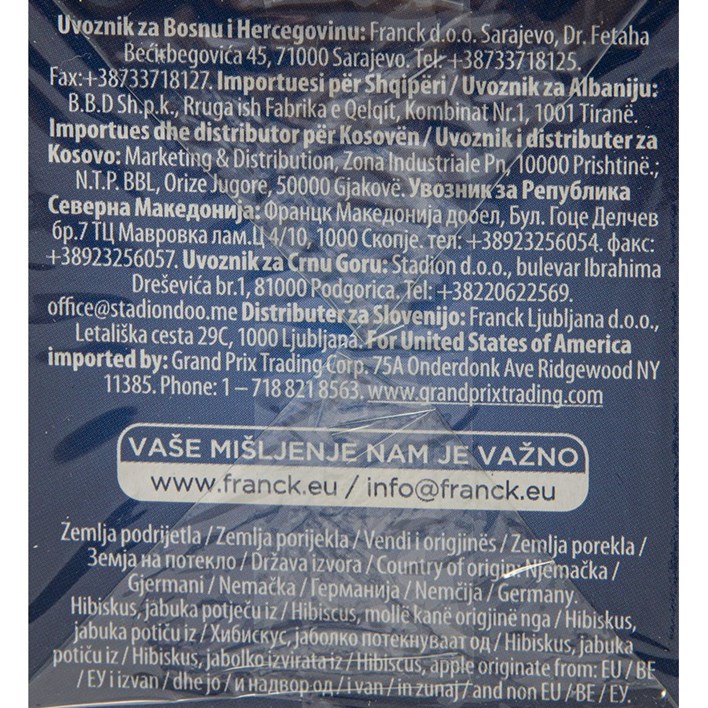 Uvoznik za Bosnu i Hercegovinu: Franck d.o.o. Sarajevo, Dr. Fetaha
Bećirbegovića 45, 71000 Sarajevo. Tel: +38733718125.
Fax:+38733718127. Importuesi për Shqipëri / Uvoznik za Albaniju:
B.B.D Sh.p.k., Rruga ish Fabrika e Qelqit, Kombinat Nr.1, 1001 Tiranë.
Importues dhe distributor për Kosovën / Uvoznik i distributer za
Kosovo: Marketing & Distribution, Zona Industriale Pn, 10000 Prishtinë.;
N.T.P. BBL, Orize Jugore, 50000 Gjakovë. Увозник за Република
Северна Македонија: Францк Македонија дооел, Бул. Гоце Делчев
бр.7 ТЦ Мавровка лам.Ц 4/10, 1000 Скопје. тел: +38923256054. факс:
+38923256057. Uvoznik za Crnu Goru: Stadion d.o.o., bulevar Ibrahima
Dreševića br.1, 81000 Podgorica. Tel: +38220622569.
office@stadiondoo.me Distributer za Slovenijo: Franck Ljubljana d.o.o.,
Letališka cesta 29C, 1000 Ljubljana. For United States of America
imported by: Grand Prix Trading Corp. 75A Onderdonk Ave Ridgewood NY
11385. Phone: 1 – 718 821 8563. www.grandprixtrading.com
VAŠE MIŠLJENJE NAM JE VAŽNO
www.franck.eu / info@franck.eu
Zemlja podrijetla / Zemlja porijekla / Vendi i origjinës / Zemlja porekla /
Земја на потекло / Država izvora / Country of origin: Njemačka /
Gjermani / Nemačka / Германија / Nemčija / Germany.
Hibiskus, jabuka potječu iz / Hibiscus, mollë kanë origjinë nga / Hibiskus,
jabuka potiču iz / Хибискус, јаболко потекнуваат од / Hibiskus, jabuka
potiču iz / Hibiskus, jabolko izvirata iz / Hibiscus, apple originate from: EU / BE
/ ЕУ i izvan / dhe jo / и надвор од / i van / in zunaj / and non EU / BE / ЕУ.